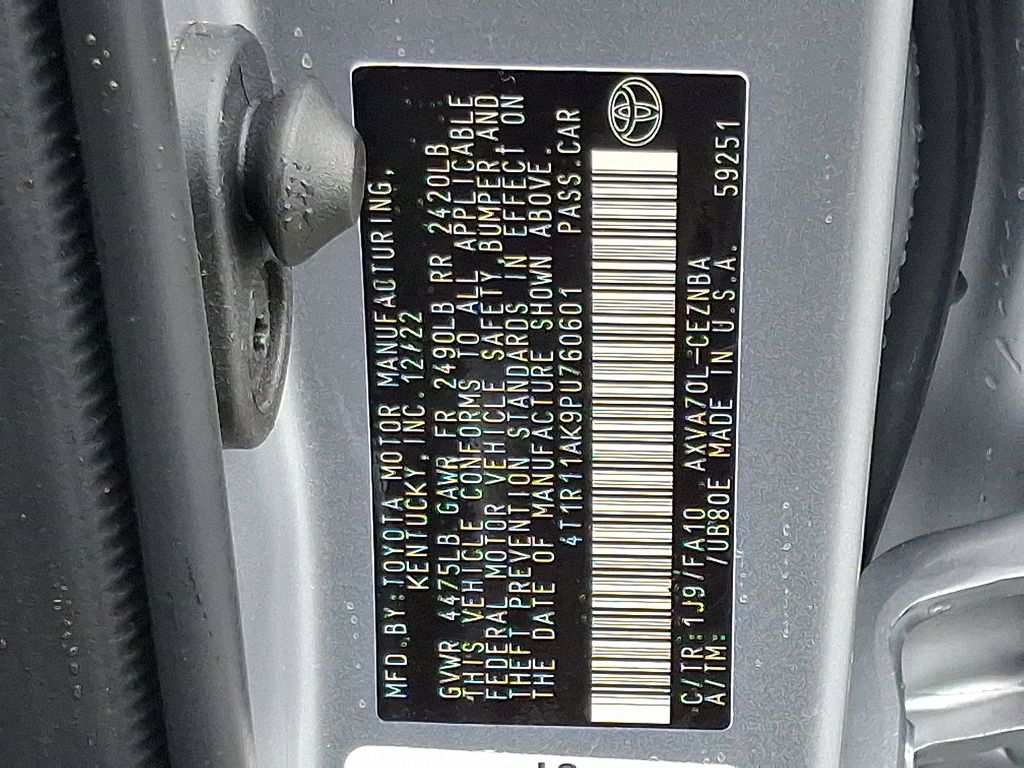 MFD.BY:TOYOTA MOTOR MANUFACTURING,
KENTUCKY,INC.12/22
GVWR 4475LB GAWR FR 2490LB RR 2420LB
THIS VEHICLE CONFORMS TO ALL APPLICABLE
FEDERAL MOTOR VEHICLE SAFETY,BUMPER,AND
THEFT PREVENTION STANDARDS IN EFFECT ON
THE DATE OF MANUFACTURE SHOWN ABOVE.
4T1R11AK9PU760601 PASS.CAR
C/TR:1J9/FA10 AXVA70L-CEZNBA
A/TM: /UB80E MADE IN U.S.A. 59251